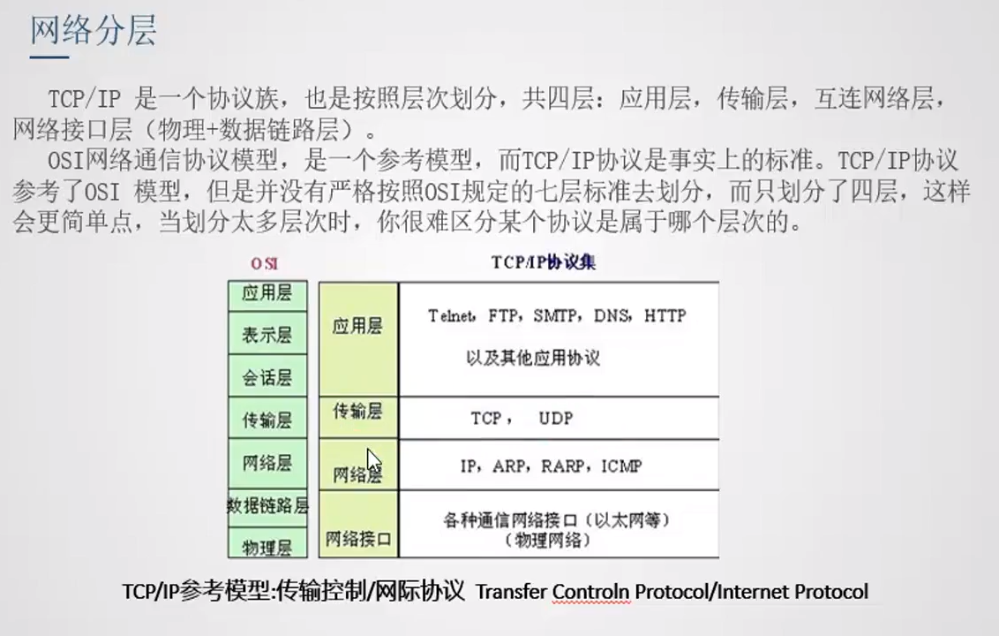 网络分层
TCP/IP 是一个协议族，也是按照层次划分，共四层：应用层，传输层，互连网络层，
网络接口层（物理+数据链路层）。
OSI网络通信协议模型，是一个参考模型，而TCP/IP协议是事实上的标准。TCP/IP协议
参考了OSI 模型，但是并没有严格按照OSI规定的七层标准去划分，而只划分了四层，这样
会更简单点，当划分太多层次时，你很难区分某个协议是属于哪个层次的。
OSI
TCP/IP协议集
应用层
表示层
会话层
传输层
网络层
数据链路层
物理层
应用层
Telnet，FTP，SMTP，DNS，HTTP
以及其他应用协议
传输层
TCP， UDP
网络层
IP，ARP，RARP，ICMP
网络接口
各种通信网络接口（以太网等）
（物理网络）
TCP/IP参考模型:传输控制/网际协议 Transfer Controln Protocol/Internet Protocol